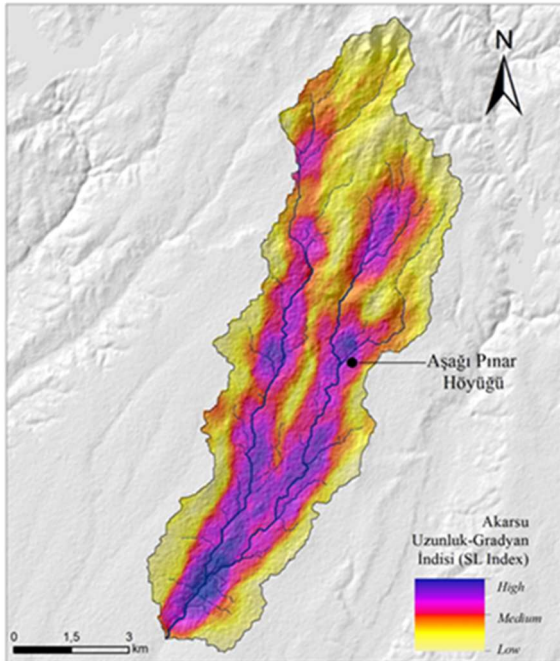 N
Aşağı Pınar
Höyüğü
Akarsu
Uzunluk-Gradyan
İndisi (SL Index)
High
Medium
Low
0 1,5 3
km